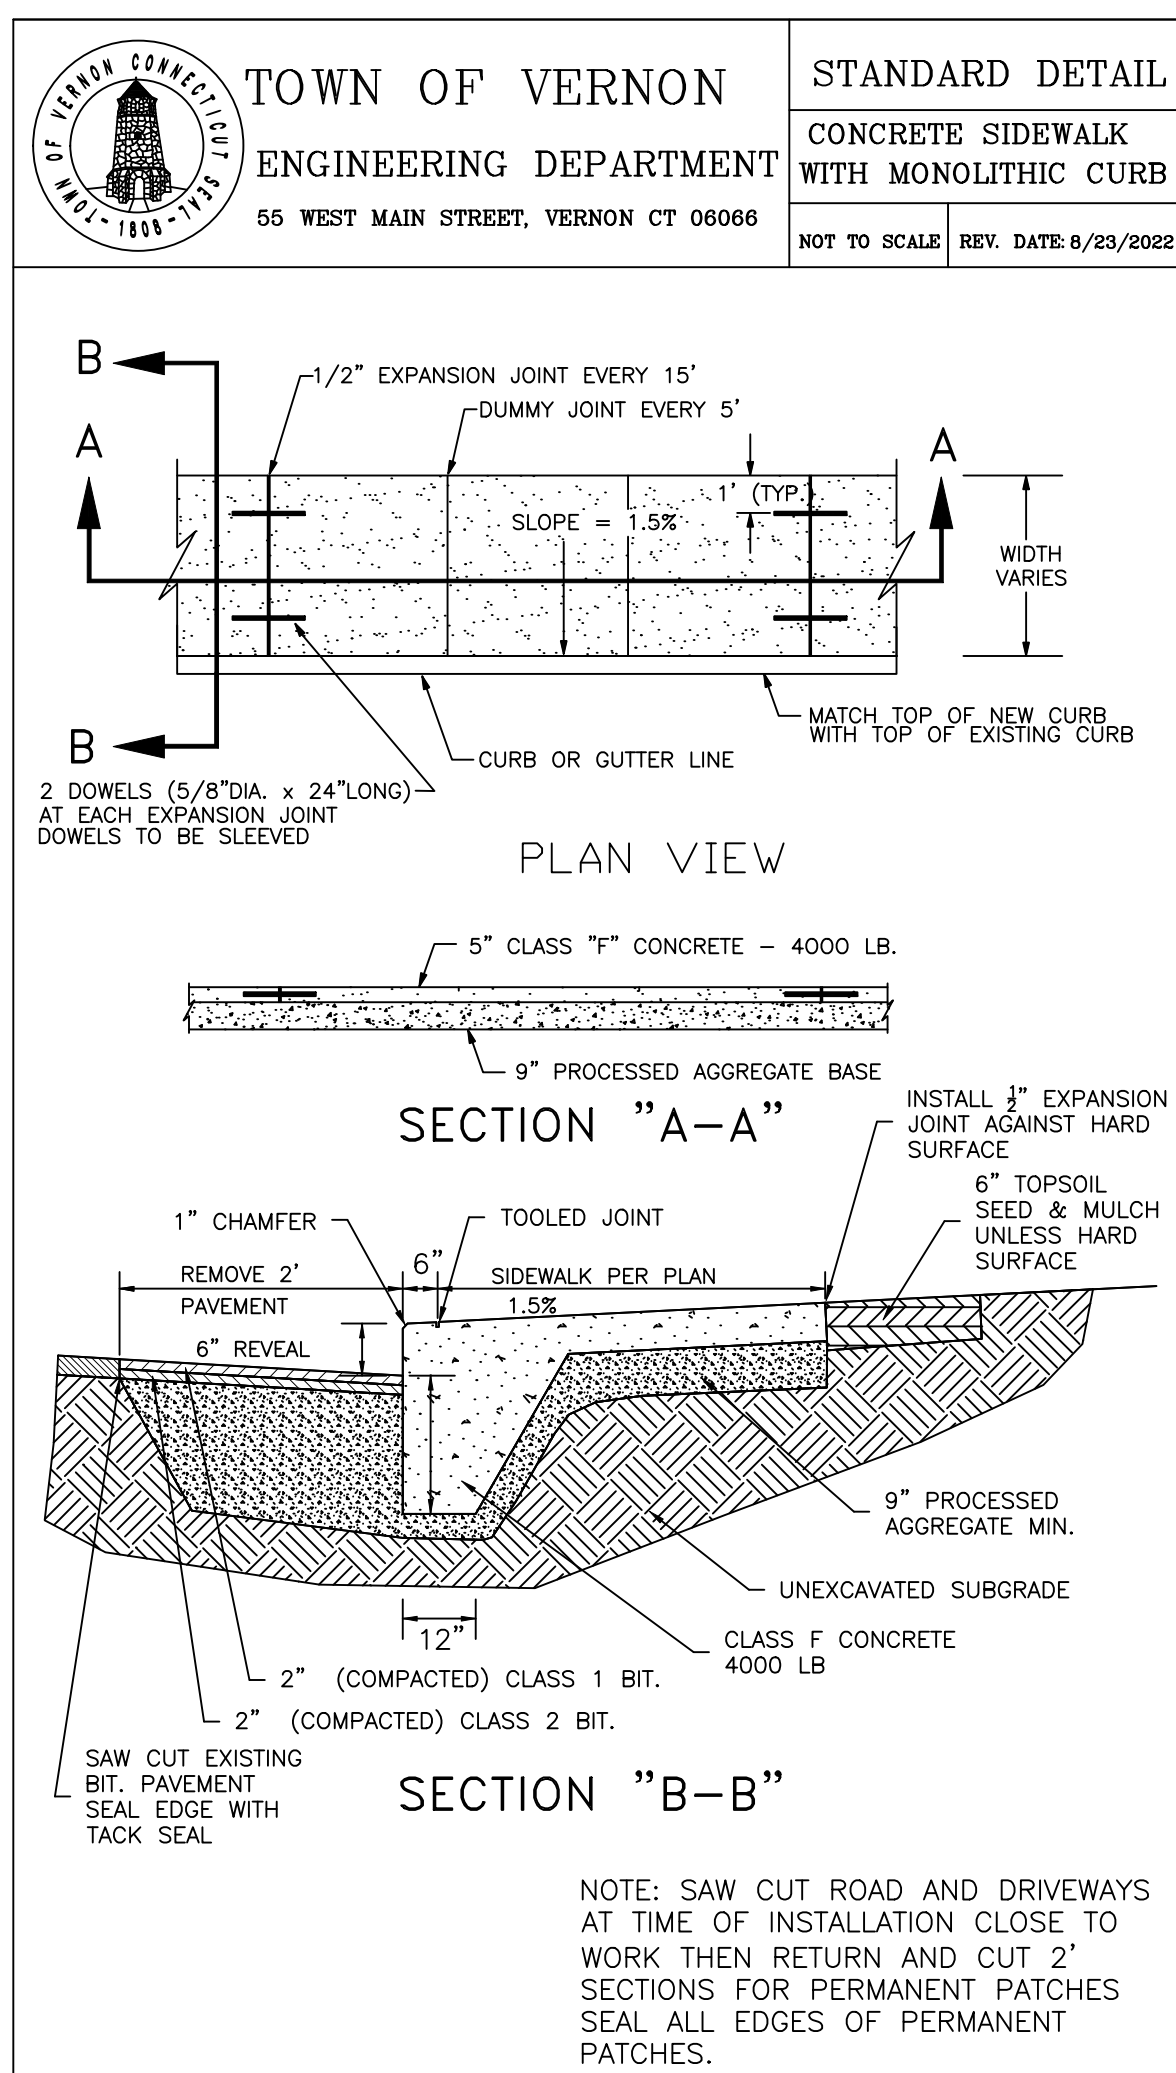 TOWN OF VERNON CONNECTICUT SEAL
-1808-
TOWN OF VERNON
ENGINEERING DEPARTMENT
55 WEST MAIN STREET, VERNON CT 06066
STANDARD DETAIL
CONCRETE SIDEWALK
WITH MONOLITHIC CURB
NOT TO SCALE
REV. DATE: 8/23/2022
B
1/2" EXPANSION JOINT EVERY 15'
DUMMY JOINT EVERY 5'
A
A
1' (TYP.)
SLOPE = 1.5%
WIDTH
VARIES
MATCH TOP OF NEW CURB
WITH TOP OF EXISTING CURB
B
CURB OR GUTTER LINE
2 DOWELS (5/8"DIA. x 24"LONG)
AT EACH EXPANSION JOINT
DOWELS TO BE SLEEVED
PLAN VIEW
5" CLASS "F" CONCRETE - 4000 LB.
9" PROCESSED AGGREGATE BASE
SECTION "A-A"
INSTALL 1/2" EXPANSION
JOINT AGAINST HARD
SURFACE
6" TOPSOIL
SEED & MULCH
UNLESS HARD
SURFACE
1" CHAMFER
TOOLED JOINT
6"
REMOVE 2'
PAVEMENT
SIDEWALK PER PLAN
1.5%
6" REVEAL
9" PROCESSED
AGGREGATE MIN.
UNEXCAVATED SUBGRADE
12"
CLASS F CONCRETE
4000 LB
2" (COMPACTED) CLASS 1 BIT.
2" (COMPACTED) CLASS 2 BIT.
SAW CUT EXISTING
BIT. PAVEMENT
SEAL EDGE WITH
TACK SEAL
SECTION "B-B"
NOTE: SAW CUT ROAD AND DRIVEWAYS
AT TIME OF INSTALLATION CLOSE TO
WORK THEN RETURN AND CUT 2'
SECTIONS FOR PERMANENT PATCHES
SEAL ALL EDGES OF PERMANENT
PATCHES.